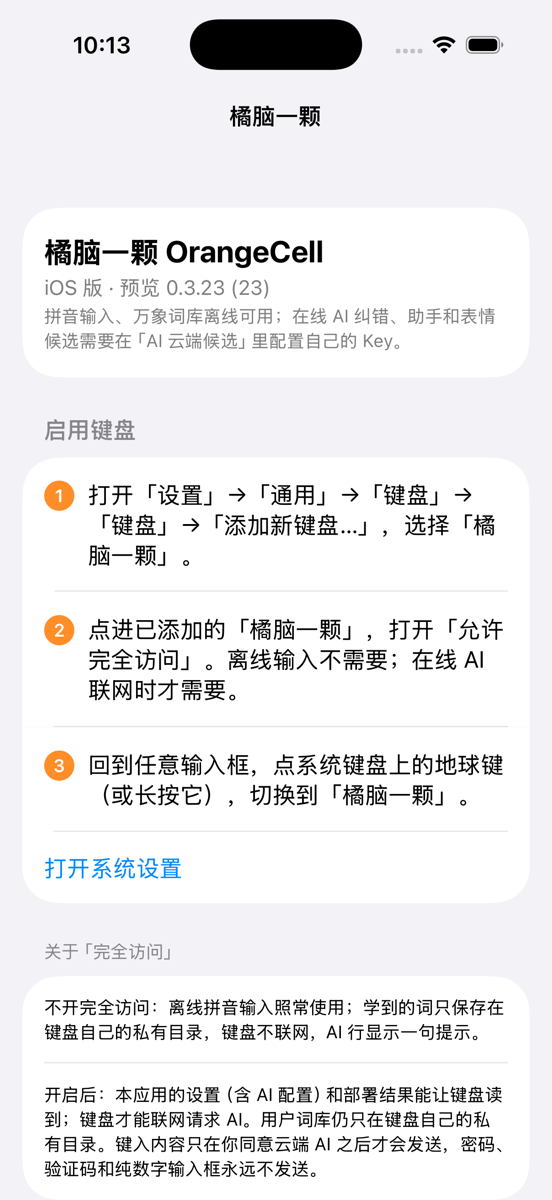 10:13
橘脑一颗
橘脑一颗 OrangeCell
iOS 版 · 预览 0.3.23 (23)
拼音输入、万象词库离线可用；在线 AI 纠错、助手和表情
候选需要在「AI 云端候选」里配置自己的 Key。
启用键盘
1 打开「设置」→「通用」→「键盘」→
「键盘」→「添加新键盘…」，选择「橘
脑一颗」。
2 点进已添加的「橘脑一颗」，打开「允许
完全访问」。离线输入不需要；在线 AI
联网时才需要。
3 回到任意输入框，点系统键盘上的地球键
（或长按它），切换到「橘脑一颗」。
打开系统设置
关于「完全访问」
不开完全访问：离线拼音输入照常使用；学到的词只保存在
键盘自己的私有目录，键盘不联网，AI 行显示一句提示。
开启后：本应用的设置（含 AI 配置）和部署结果能让键盘读
到；键盘才能联网请求 AI。用户词库仍只在键盘自己的私
有目录。键入内容只在你同意云端 AI 之后才会发送，密码、
验证码和纯数字输入框永远不发送。